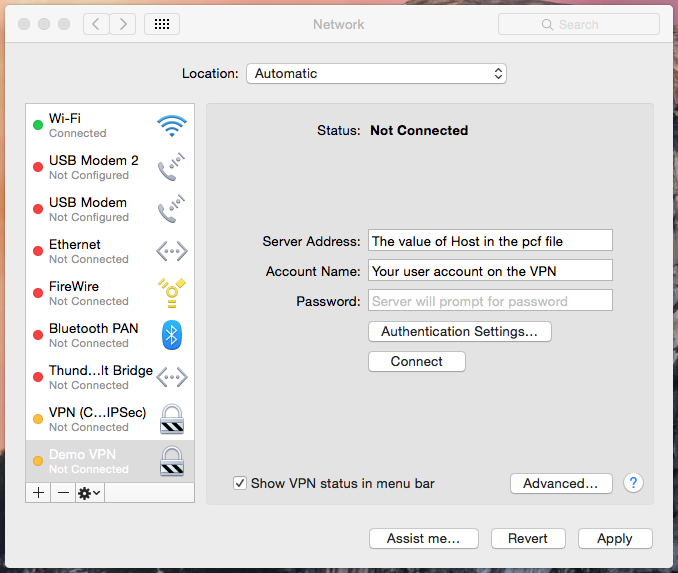 Network
Search
Location:
Automatic
Wi-Fi
Connected
USB Modem 2
Not Configured
USB Modem
Not Configured
Ethernet
Not Connected
FireWire
Not Connected
Bluetooth PAN
Not Connected
Thund...lt Bridge
Not Connected
VPN (C...IPSec)
Not Connected
Demo VPN
Not Connected
Status: Not Connected
Server Address: The value of Host in the pcf file
Account Name: Your user account on the VPN
Password: Server will prompt for password
Authentication Settings...
Connect
Show VPN status in menu bar
Advanced...
?
Assist me...
Revert
Apply